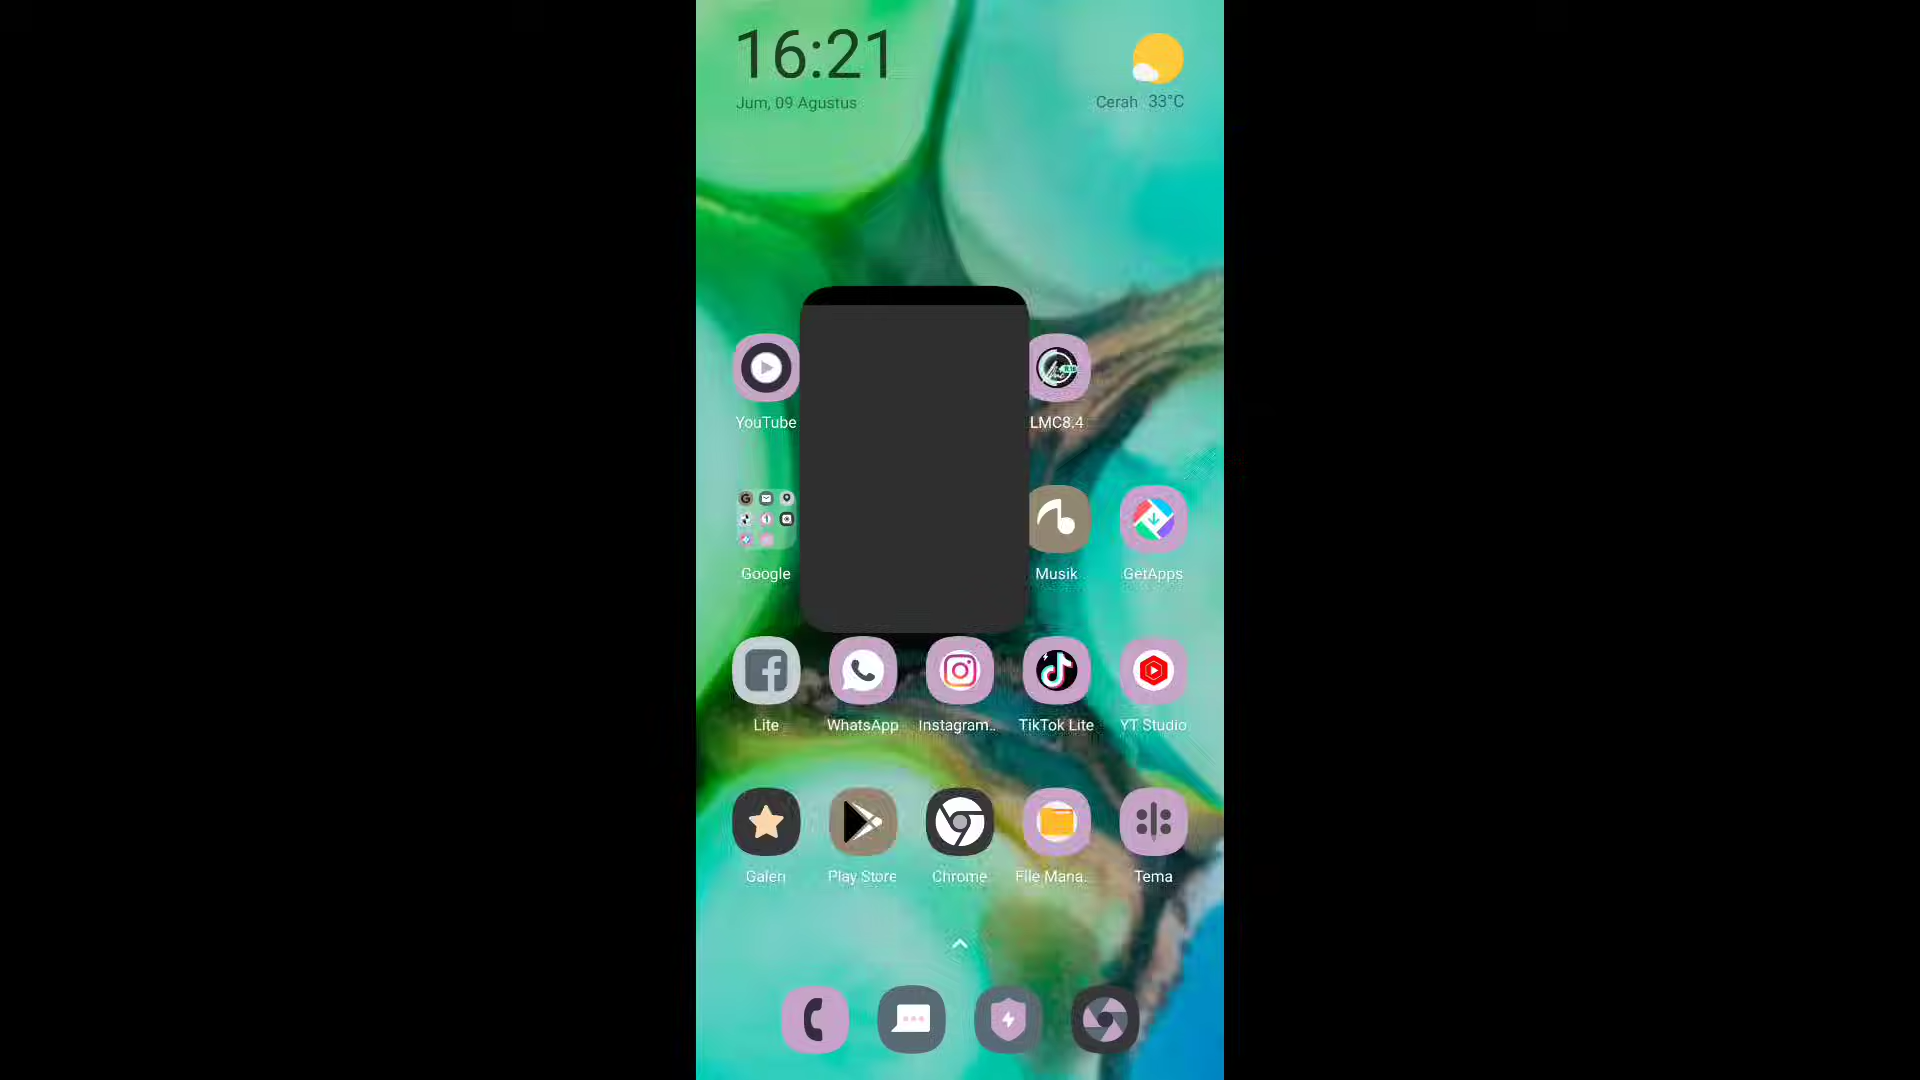 16:21
Jum, 09 Agustus
Cerah 33°C
YouTube
LMC8.4
Google
Musik
GetApps
Lite
WhatsApp
Instagram..
TikTok Lite
YT Studio
Galeri
Play Store
Chrome
File Mana..
Tema